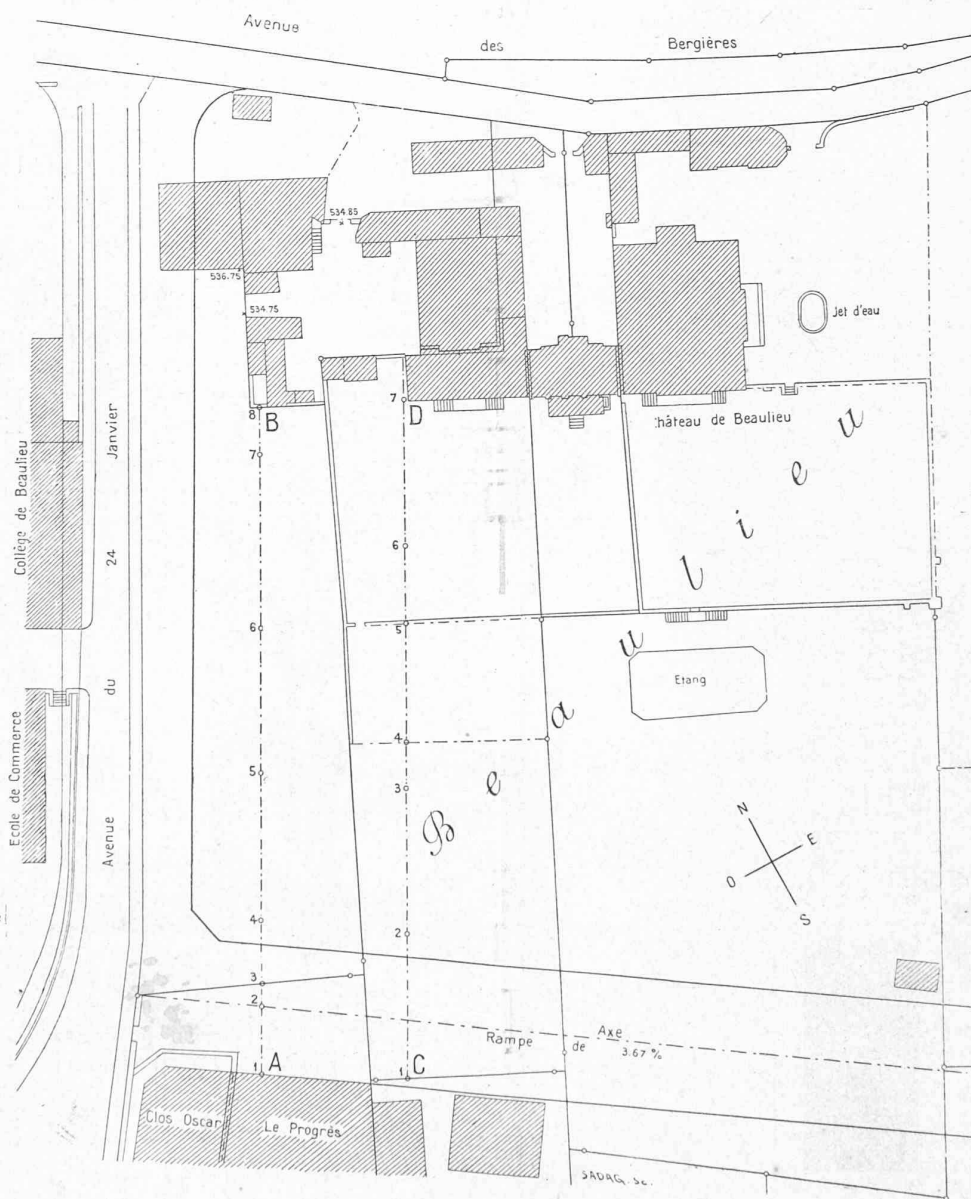 Avenue des Bergières
534.85
536.75
534.75
Jet d'eau
Collège de Beaulieu
Avenue du 24 Janvier
8 B
7 D
Château de Beaulieu
7
6
6
5
Beaulieu
Etang
Ecole de Commerce
4
5
3
N
E
O
S
4
2
3
2
Axe
Rampe de 3.67 %
1 A
1 C
Clos Oscar
Le Progrès
SADAG. Sc.